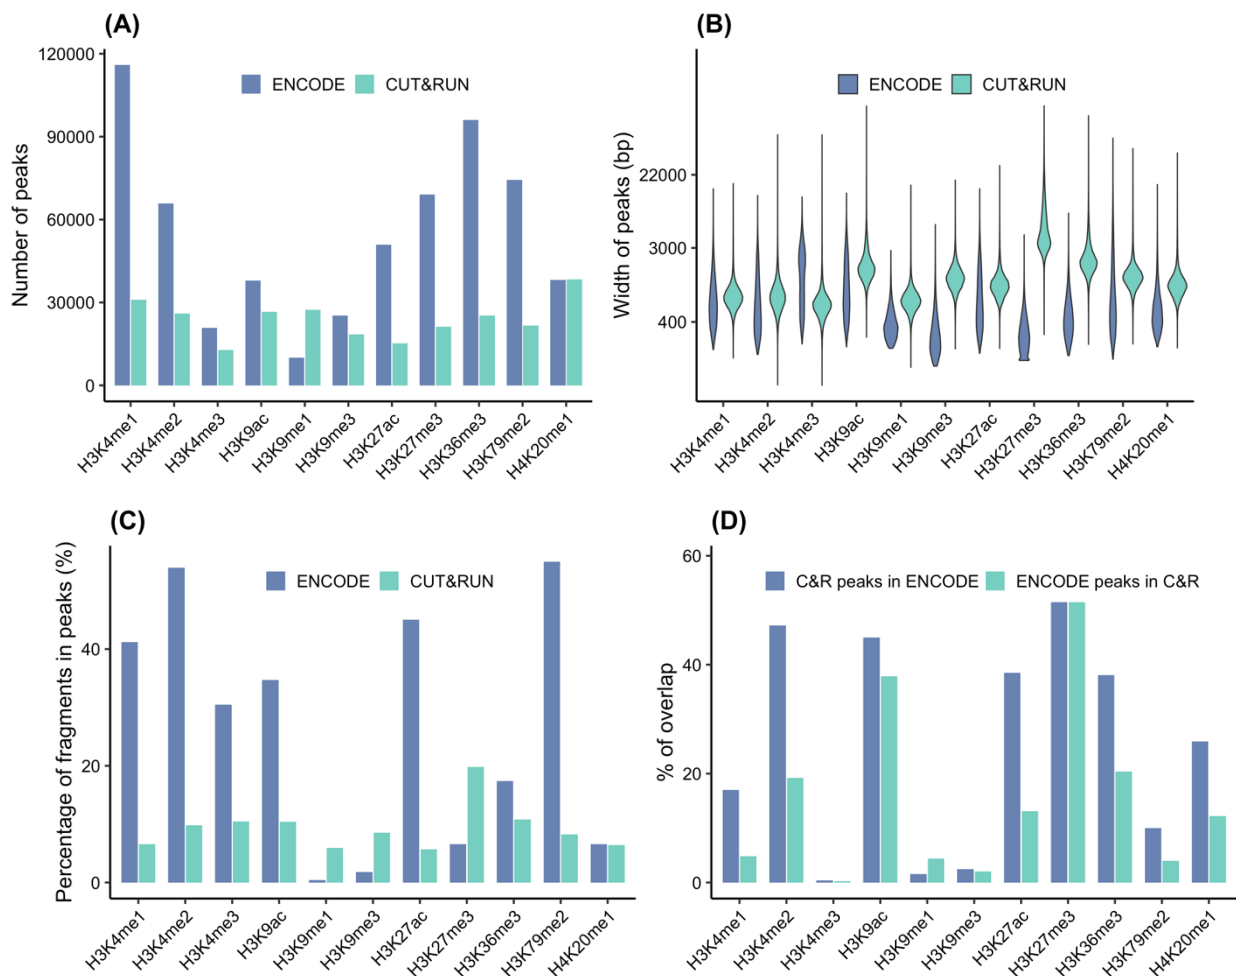 (A)
Number of peaks
120000
90000
60000
30000
0
ENCODE CUT&RUN
H3K4me1 H3K4me2 H3K4me3 H3K9ac H3K9me1 H3K9me3 H3K27ac H3K27me3 H3K36me3 H3K79me2 H4K20me1
(B)
Width of peaks (bp)
22000
3000
400
ENCODE CUT&RUN
H3K4me1 H3K4me2 H3K4me3 H3K9ac H3K9me1 H3K9me3 H3K27ac H3K27me3 H3K36me3 H3K79me2 H4K20me1
(C)
Percentage of fragments in peaks (%)
40
20
0
ENCODE CUT&RUN
H3K4me1 H3K4me2 H3K4me3 H3K9ac H3K9me1 H3K9me3 H3K27ac H3K27me3 H3K36me3 H3K79me2 H4K20me1
(D)
% of overlap
60
40
20
0
C&R peaks in ENCODE ENCODE peaks in C&R
H3K4me1 H3K4me2 H3K4me3 H3K9ac H3K9me1 H3K9me3 H3K27ac H3K27me3 H3K36me3 H3K79me2 H4K20me1